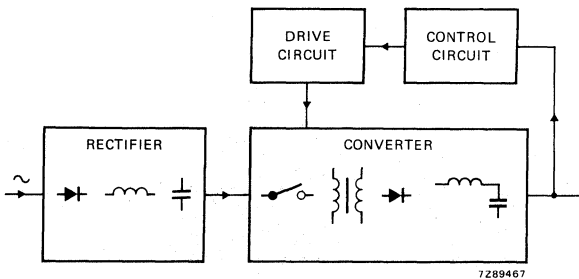 DRIVE
CIRCUIT
CONTROL
CIRCUIT
RECTIFIER
CONVERTER
7Z89467